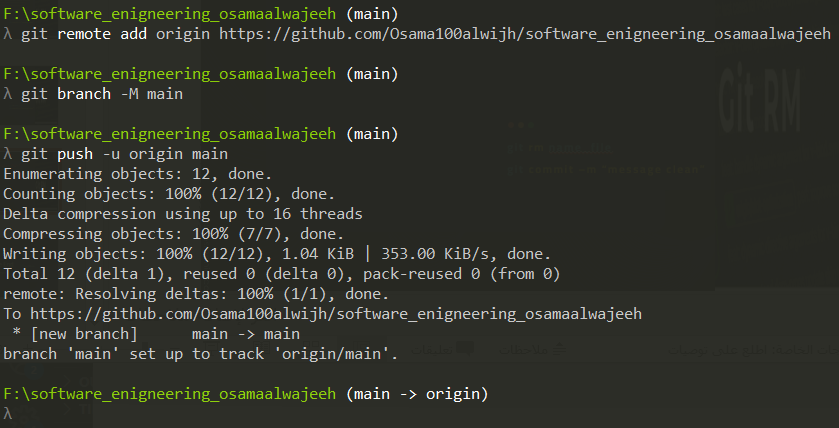 F:\software_enigneering_osamaalwajeeh (main)
λ git remote add origin https://github.com/Osama100alwijh/software_enigneering_osamaalwajeeh
F:\software_enigneering_osamaalwajeeh (main)
λ git branch -M main
Git RM
F:\software_enigneering_osamaalwajeeh (main)
λ git push -u origin main
Enumerating objects: 12, done.
Counting objects: 100% (12/12), done.
Delta compression using up to 16 threads
Compressing objects: 100% (7/7), done.
Writing objects: 100% (12/12), 1.04 KiB | 353.00 KiB/s, done.
Total 12 (delta 1), reused 0 (delta 0), pack-reused 0 (from 0)
remote: Resolving deltas: 100% (1/1), done.
To https://github.com/Osama100alwijh/software_enigneering_osamaalwajeeh
 * [new branch]      main -> main
branch 'main' set up to track 'origin/main'.
F:\software_enigneering_osamaalwajeeh (main -> origin)
λ